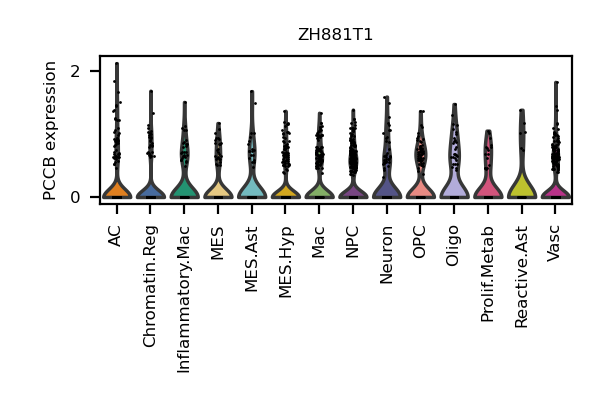 ZH881T1
PCCB expression
2
0
AC
Chromatin.Reg
Inflammatory.Mac
MES
MES.Ast
MES.Hyp
Mac
NPC
Neuron
OPC
Oligo
Prolif.Metab
Reactive.Ast
Vasc